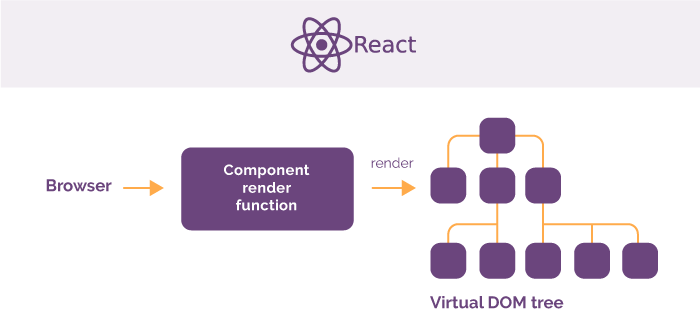 React
Browser
Component
render
function
render
Virtual DOM tree